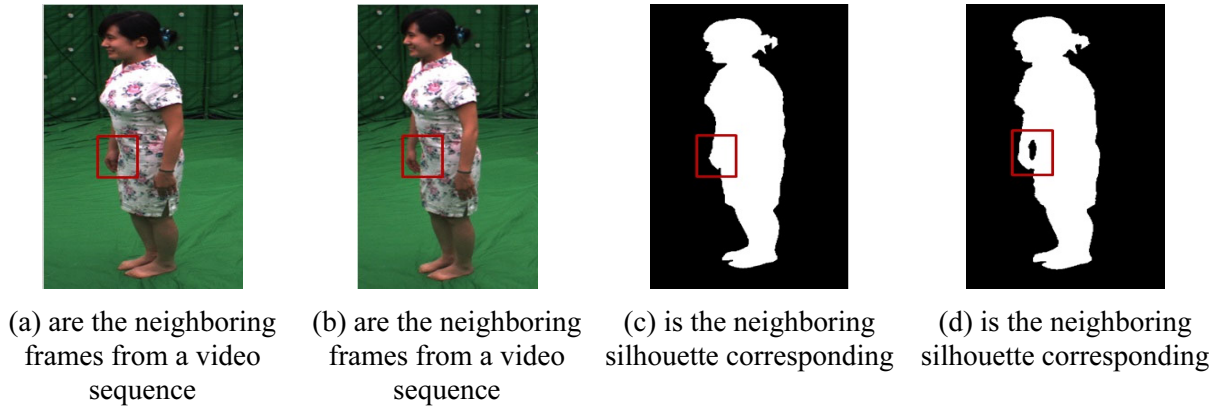 (a) are the neighboring
frames from a video
sequence
(b) are the neighboring
frames from a video
sequence
(c) is the neighboring
silhouette corresponding
(d) is the neighboring
silhouette corresponding